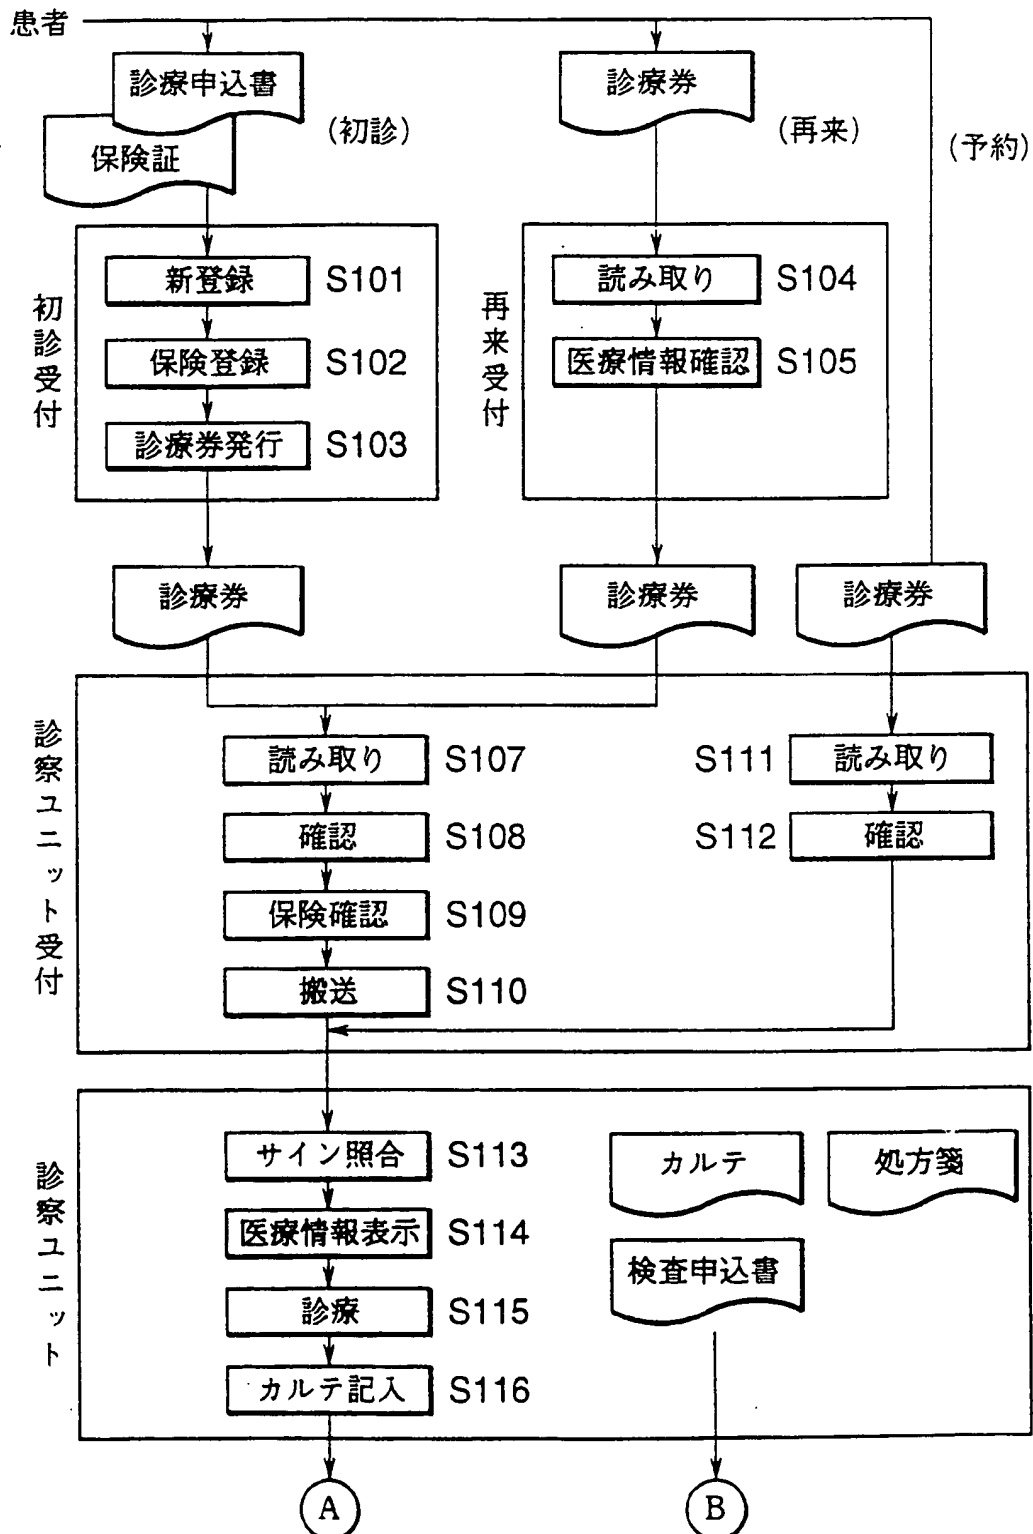 患者
診療申込書
保険証
(初診)
診療券
(再来)
(予約)
初診受付
新登録 S101
保険登録 S102
診療券発行 S103
再来受付
読み取り S104
医療情報確認 S105
診療券
診療券
診療券
診察ユニット受付
読み取り S107
確認 S108
保険確認 S109
搬送 S110
S111 読み取り
S112 確認
診察ユニット
サイン照合 S113
医療情報表示 S114
診療 S115
カルテ記入 S116
カルテ
処方箋
検査申込書
A
B